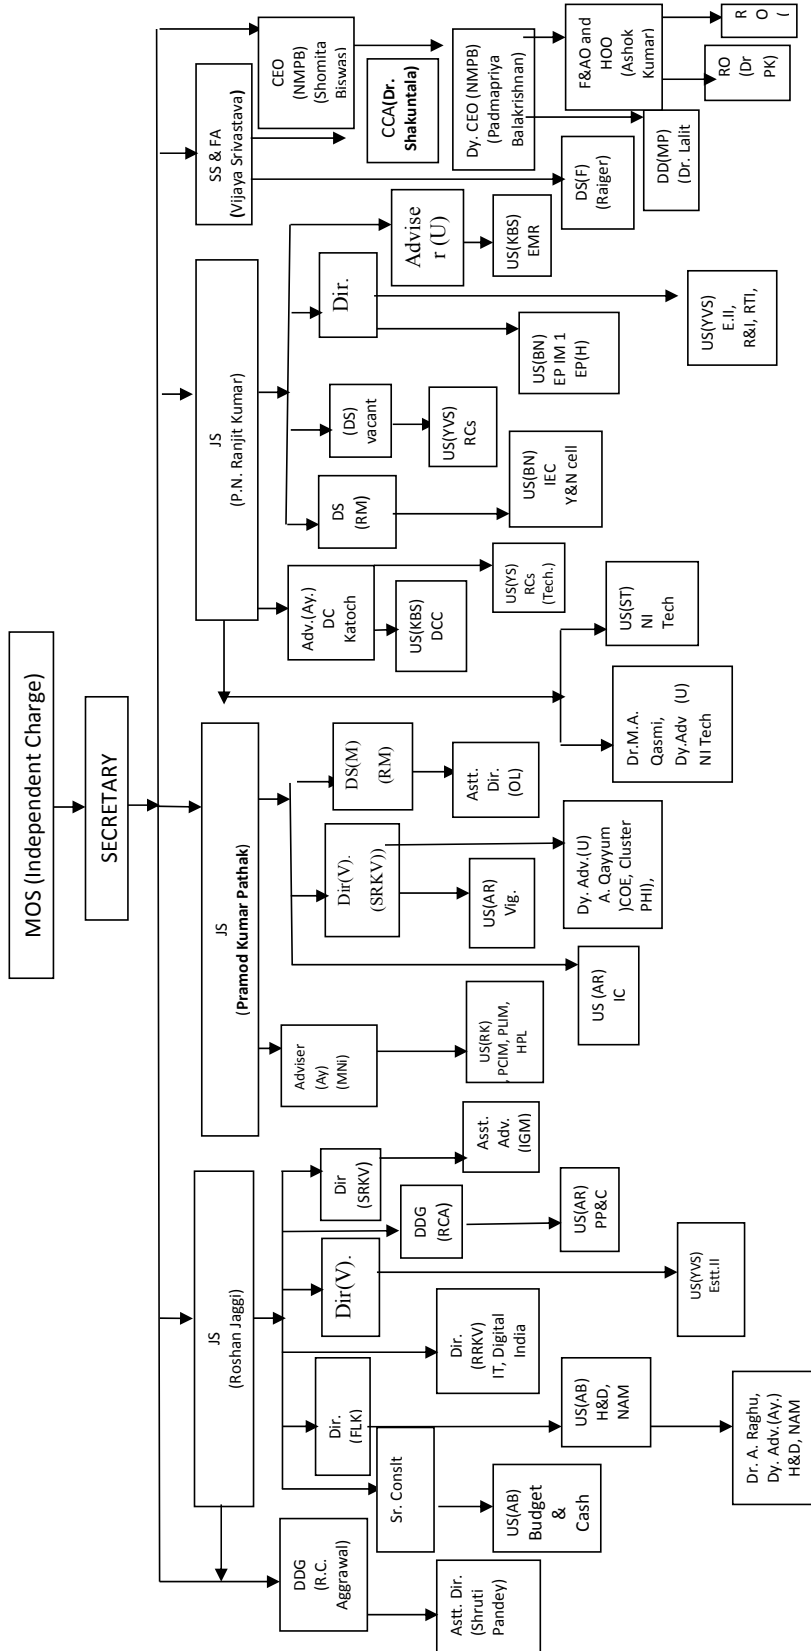 MOS (Independent Charge)
SECRETARY
DDG
(R.C.
Aggrawal)
Astt. Dir.
(Shruti
Pandey)
JS
(Roshan Jaggi)
Sr. Conslt
US(AB)
Budget
&
Cash
Dir.
(FLK)
US(AB)
H&D,
NAM
Dr. A. Raghu,
Dy. Adv.(Ay.)
H&D, NAM
Dir.
(RRKV)
IT, Digital
India
Dir(V).
US(YVS)
Estt.II
DDG
(RCA)
US(AR)
PP&C
Dir
(SRKV)
Asst.
Adv.
(IGM)
JS
(Pramod Kumar Pathak)
Adviser
(Ay)
(MNi)
US(RK)
, PCIM, PLIM,
HPL
US (AR)
IC
Dir(V).
(SRKV))
US(AR)
Vig.
Dy. Adv.(U)
A. Qayyum
)COE, Cluster
PHI),
DS(M)
(RM)
Astt.
Dir.
(OL)
JS
(P.N. Ranjit Kumar)
Dr.M.A.
Qasmi,
Dy.Adv (U)
NI Tech
US(ST)
NI
Tech
Adv.(Ay.)
DC
Katoch
US(KBS)
DCC
US(YS)
RCs
(Tech.)
DS
(RM)
US(BN)
IEC
Y&N cell
(DS)
vacant
US(YVS)
RCs
Dir.
US(BN)
EP IM 1
EP(H)
US(YVS)
E.II,
R&I, RTI,
Advise
r (U)
US(KBS)
EMR
SS & FA
(Vijaya Srivastava)
DS(F)
(Raiger)
CCA(Dr.
Shakuntala)
CEO
(NMPB)
(Shomita
Biswas)
Dy. CEO (NMPB)
(Padmapriya
Balakrishnan)
DD(MP)
(Dr. Lalit
F&AO and
HOO
(Ashok
Kumar)
RO
(Dr
PK)
R
O
(